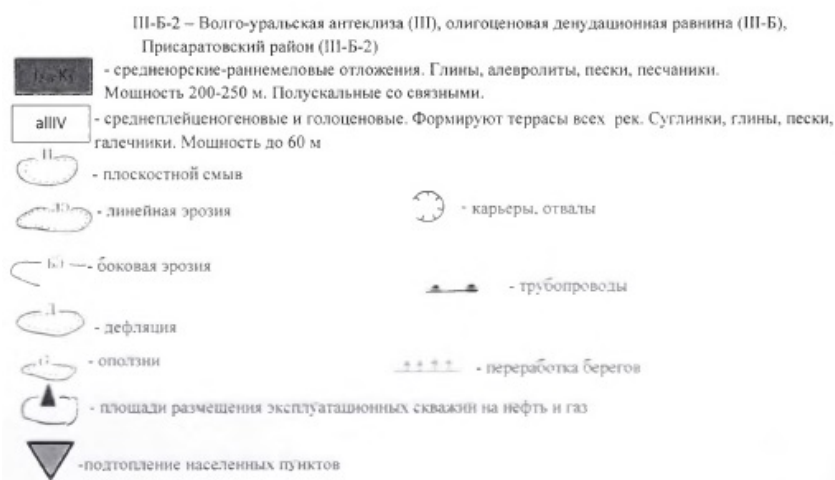 III-Б-2 – Волго-уральская антеклиза (III), олигоценовая денудационная равнина (III-Б),
Присаратовский район (III-Б-2)
- среднеюрские-раннемеловые отложения. Глины, алевролиты, пески, песчаники.
Мощность 200-250 м. Полускальные со связными.
aIIIV
- среднеплейценогеновые и голоценовые. Формируют террасы всех рек. Суглинки, глины, пески,
галечники. Мощность до 60 м
П
- плоскостной смыв
ЛЭ
- линейная эрозия
- карьеры, отвалы
БЭ
- боковая эрозия
- трубопроводы
Д
- дефляция
- оползни
- переработка берегов
- площади размещения эксплуатационных скважин на нефть и газ
-подтопление населенных пунктов